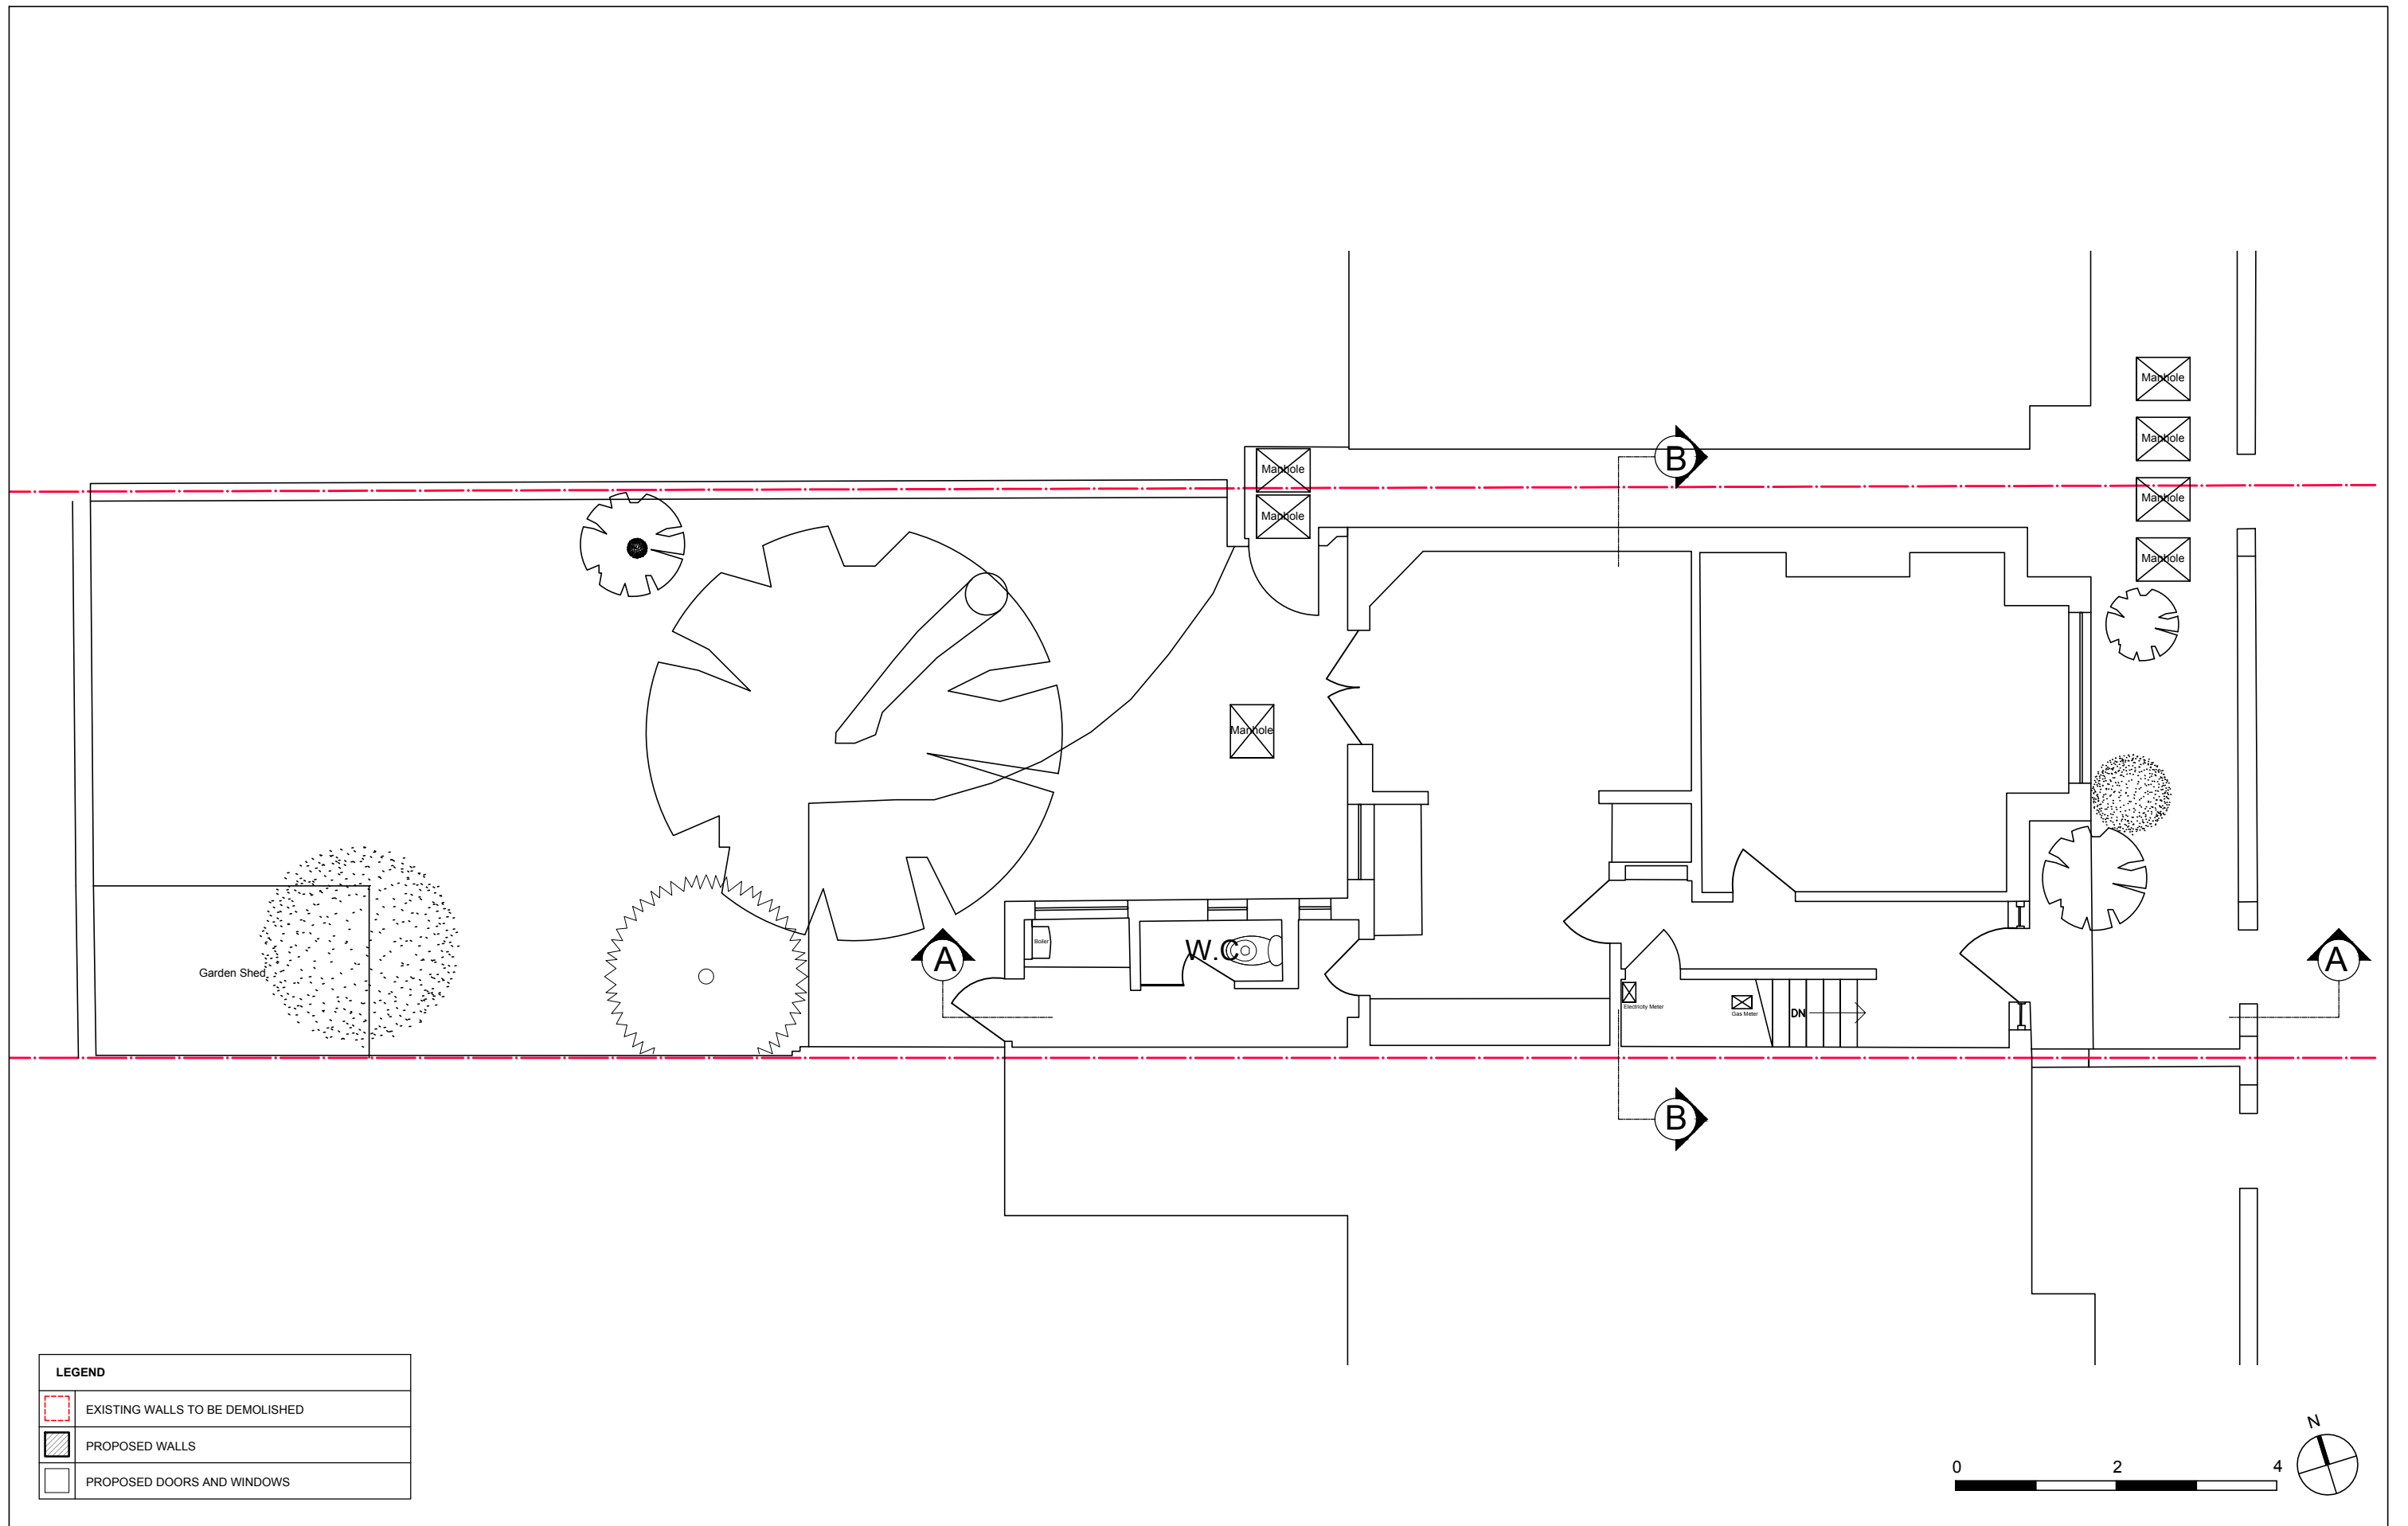 Manhole
Manhole
B
Manhole
Manhole
Manhole
Manhole
Manhole
Boiler
W.C
A
Garden Shed
A
Electricity Meter
Gas Meter
DN
B
LEGEND
EXISTING WALLS TO BE DEMOLISHED
PROPOSED WALLS
PROPOSED DOORS AND WINDOWS
N
0 2 4